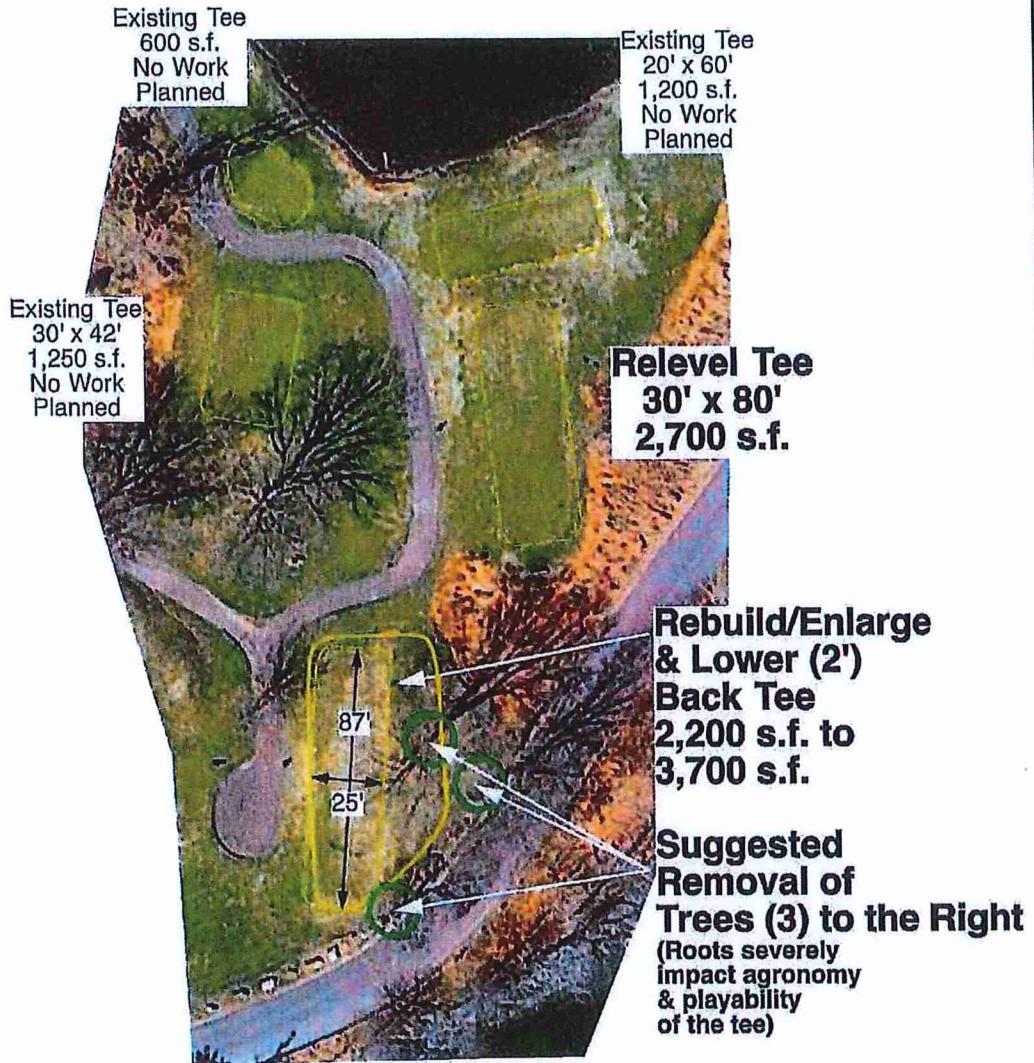 Existing Tee
600 s.f.
No Work
Planned
Existing Tee
20' x 60'
1,200 s.f.
No Work
Planned
Existing Tee
30' x 42'
1,250 s.f.
No Work
Planned
Relevel Tee
30' x 80'
2,700 s.f.
Rebuild/Enlarge
& Lower (2')
Back Tee
2,200 s.f. to
3,700 s.f.
87'
25'
Suggested
Removal of
Trees (3) to the Right
(Roots severely
impact agronomy
& playability
of the tee)